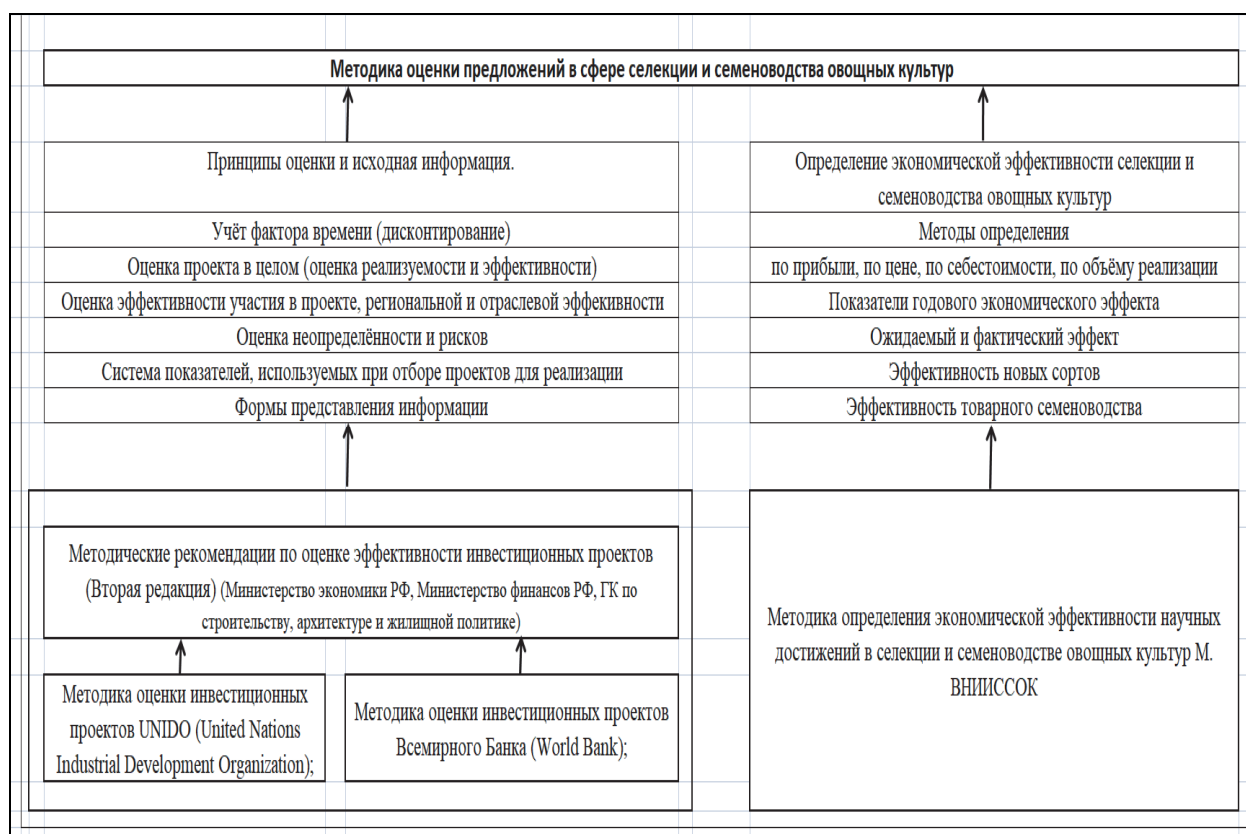 Методика оценки предложений в сфере селекции и семеноводства овощных культур
Принципы оценки и исходная информация.
Учёт фактора времени (дисконтирование)
Оценка проекта в целом (оценка реализуемости и эффективности)
Оценка эффективности участия в проекте, региональной и отраслевой эффекивности
Оценка неопределённости и рисков
Система показателей, используемых при отборе проектов для реализации
Формы представления информации
Определение экономической эффективности селекции и
семеноводства овощных культур
Методы определения
по прибыли, по цене, по себестоимости, по объёму реализации
Показатели годового экономического эффекта
Ожидаемый и фактический эффект
Эффективность новых сортов
Эффективность товарного семеноводства
Методические рекомендации по оценке эффективности инвестиционных проектов
(Вторая редакция) (Министерство экономики РФ, Министерство финансов РФ, ГК по
строительству, архитектуре и жилищной политике)
Методика оценки инвестиционных
проектов UNIDO (United Nations
Industrial Development Organization);
Методика оценки инвестиционных проектов
Всемирного Банка (World Bank);
Методика определения экономической эффективности научных
достижений в селекции и семеноводстве овощных культур М.
ВНИИССОК